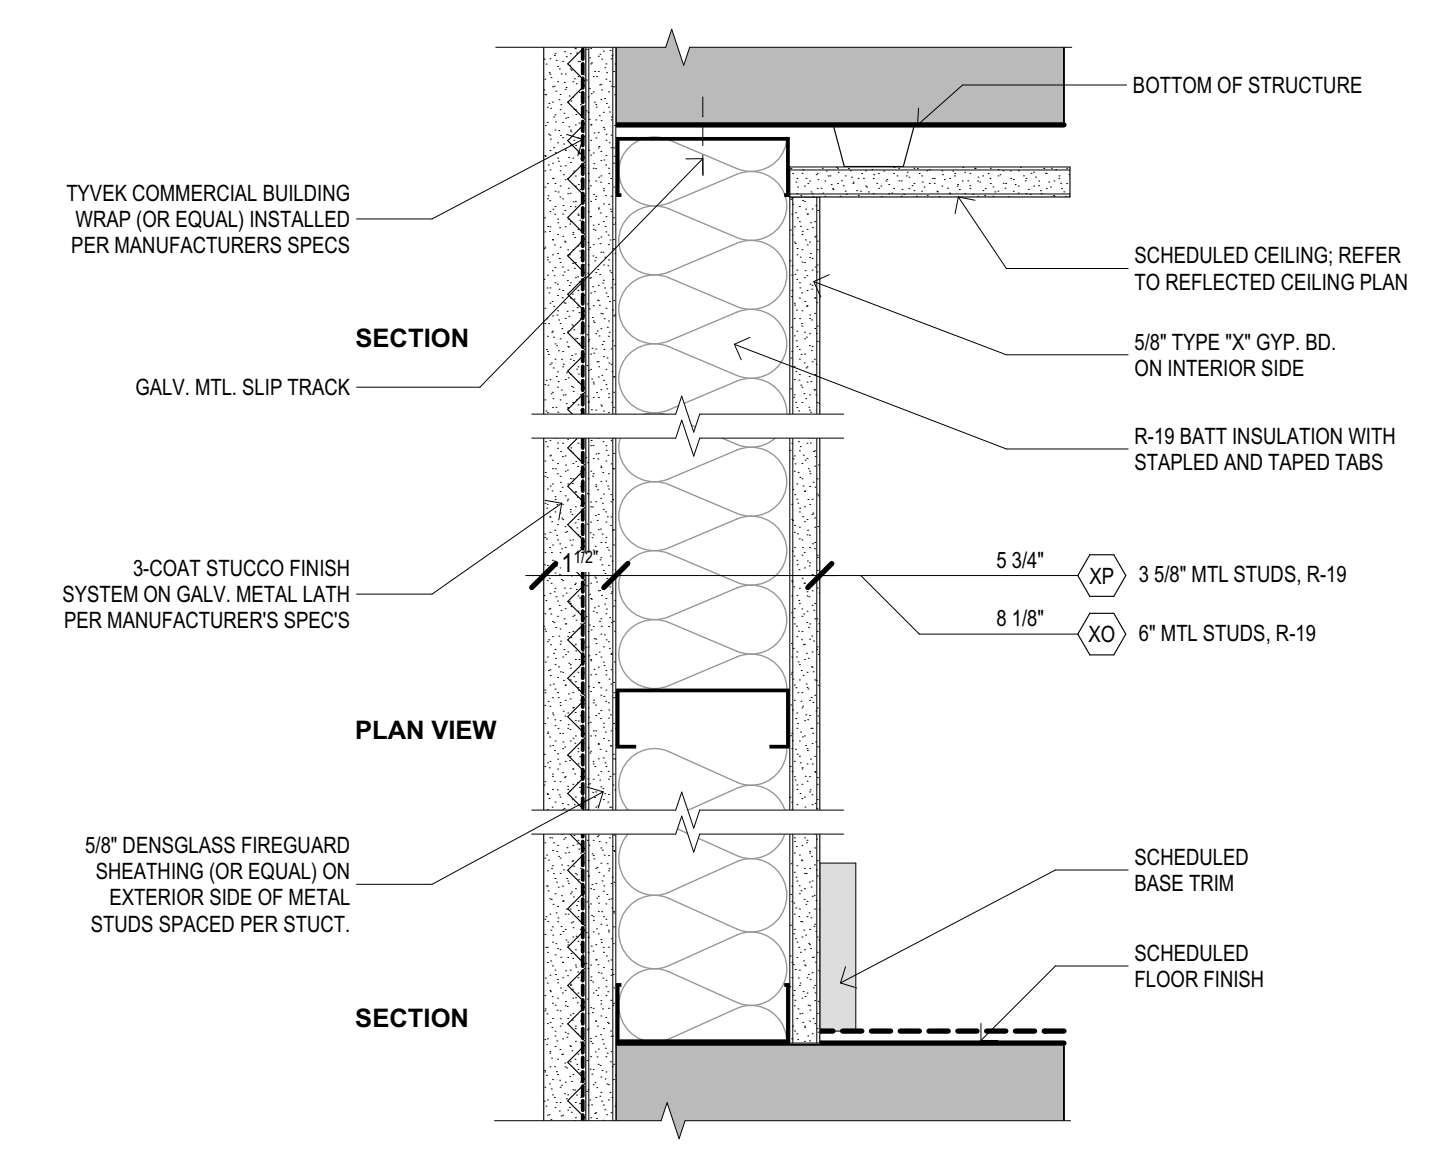 BOTTOM OF STRUCTURE
TYVEK COMMERCIAL BUILDING
WRAP (OR EQUAL) INSTALLED
PER MANUFACTURERS SPECS
SCHEDULED CEILING; REFER
TO REFLECTED CEILING PLAN
SECTION
5/8" TYPE "X" GYP. BD.
ON INTERIOR SIDE
GALV. MTL. SLIP TRACK
R-19 BATT INSULATION WITH
STAPLED AND TAPED TABS
3-COAT STUCCO FINISH
SYSTEM ON GALV. METAL LATH
PER MANUFACTURER'S SPEC'S
1 1/2"
5 3/4" XP 3 5/8" MTL STUDS, R-19
8 1/8" XO 6" MTL STUDS, R-19
PLAN VIEW
5/8" DENSGLASS FIREGUARD
SHEATHING (OR EQUAL) ON
EXTERIOR SIDE OF METAL
STUDS SPACED PER STUCT.
SCHEDULED
BASE TRIM
SCHEDULED
FLOOR FINISH
SECTION